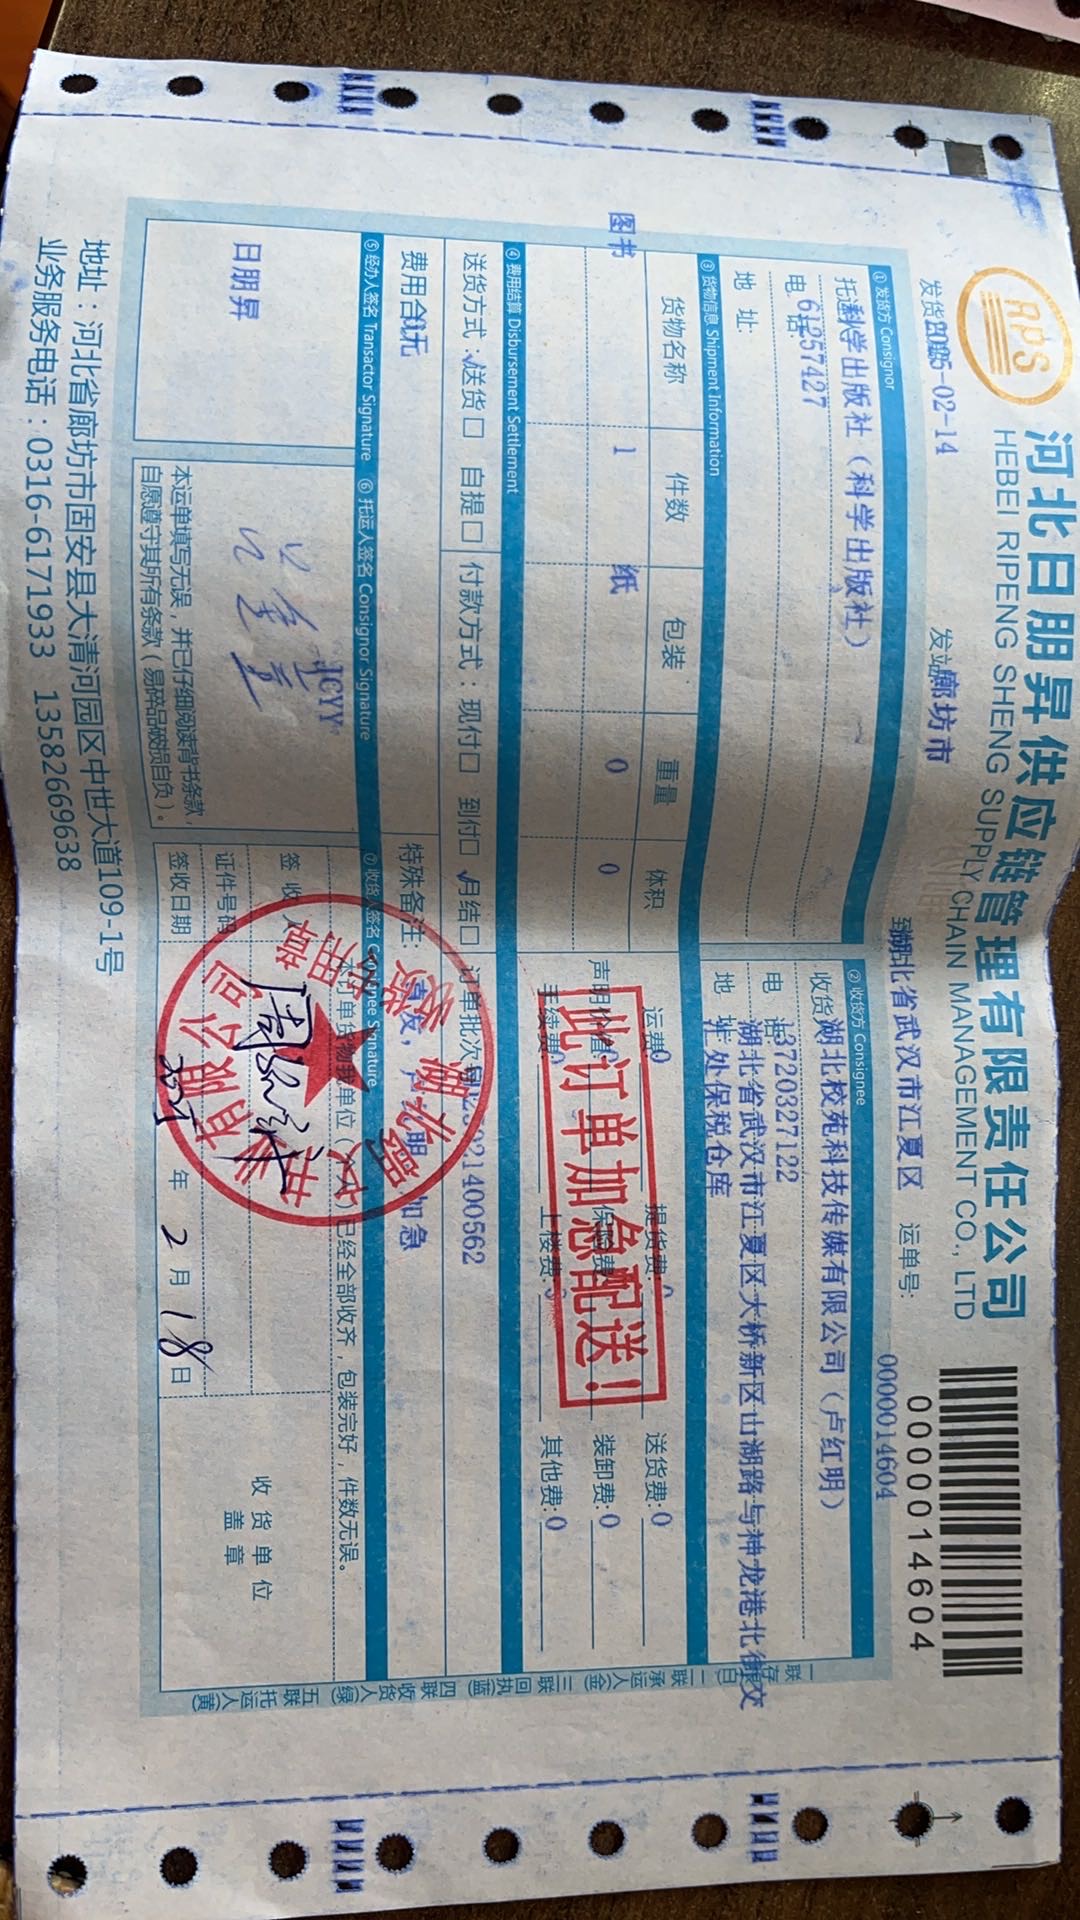 RPS
河北日朋昇供应链管理有限责任公司
HEBEI RIPENG SHENG SUPPLY CHAIN MANAGEMENT CO., LTD
0000014604
发货 2025-02-14 发站 廊坊市 到 湖北省武汉市江夏区 运单号: 0000014604
① 发货方 Consignor
科学出版社（科学出版社）
电话
地 址:
② 收货方 Consignee
收货 湖北校苑科技传媒有限公司（卢红明）
电 话 13720327122
地 址 湖北省武汉市江夏区大桥新区山湖路与神龙港北街交
汇处保税仓库
③ 货物信息 Shipment Information
货物名称 件数 包装 重量 体积
图书 1 纸 0 0
运费0 提货费:0 送货费:0
声明价值 保险费 装卸费:0
手续费0 上楼费:0 其他费:0
此订单加急配送！
④ 费用结算 Disbursement Settlement
送货方式: √送货□ 自提□ 付款方式: 现付□ 到付□ √月结□ 订单批次号
费用合 无 特殊备注: 加急
⑤ 经办人签名 Transactor Signature ⑥ 托运人签名 Consignor Signature ⑦ 收货人签名 Consignee Signature
日朋昇
JCYY
本运单填写无误，并已仔细阅读背书条款，
自愿遵守其所有条款（易碎品破损自负）。
已经全部收齐，包装完好，件数无误。
签 收 人
证件号码
签收日期 年 2 月 18 日
收货单位
盖 章
有限公司
地址：河北省廊坊市固安县大清河园区中世大道109-1号
业务服务电话：0316-6171933 13582669638
一联存 (白) 二联承运人(金) 三联回执(蓝) 四联收货人(绿) 五联托运人(黄)